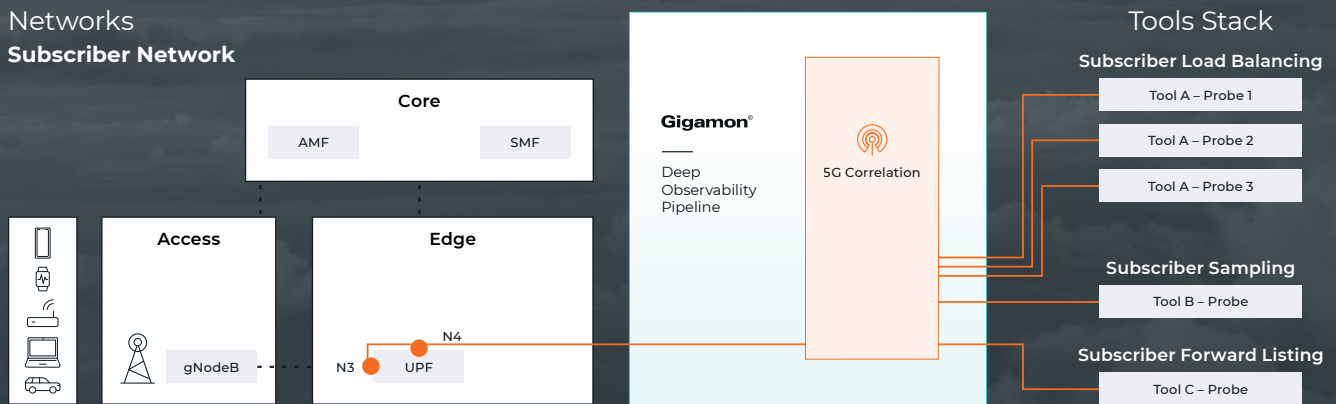 Networks
Subscriber Network
Core
AMF
SMF
Access
gNodeB
Edge
N4
N3
UPF
Gigamon®
Deep
Observability
Pipeline
5G Correlation
Tools Stack
Subscriber Load Balancing
Tool A – Probe 1
Tool A – Probe 2
Tool A – Probe 3
Subscriber Sampling
Tool B – Probe
Subscriber Forward Listing
Tool C – Probe